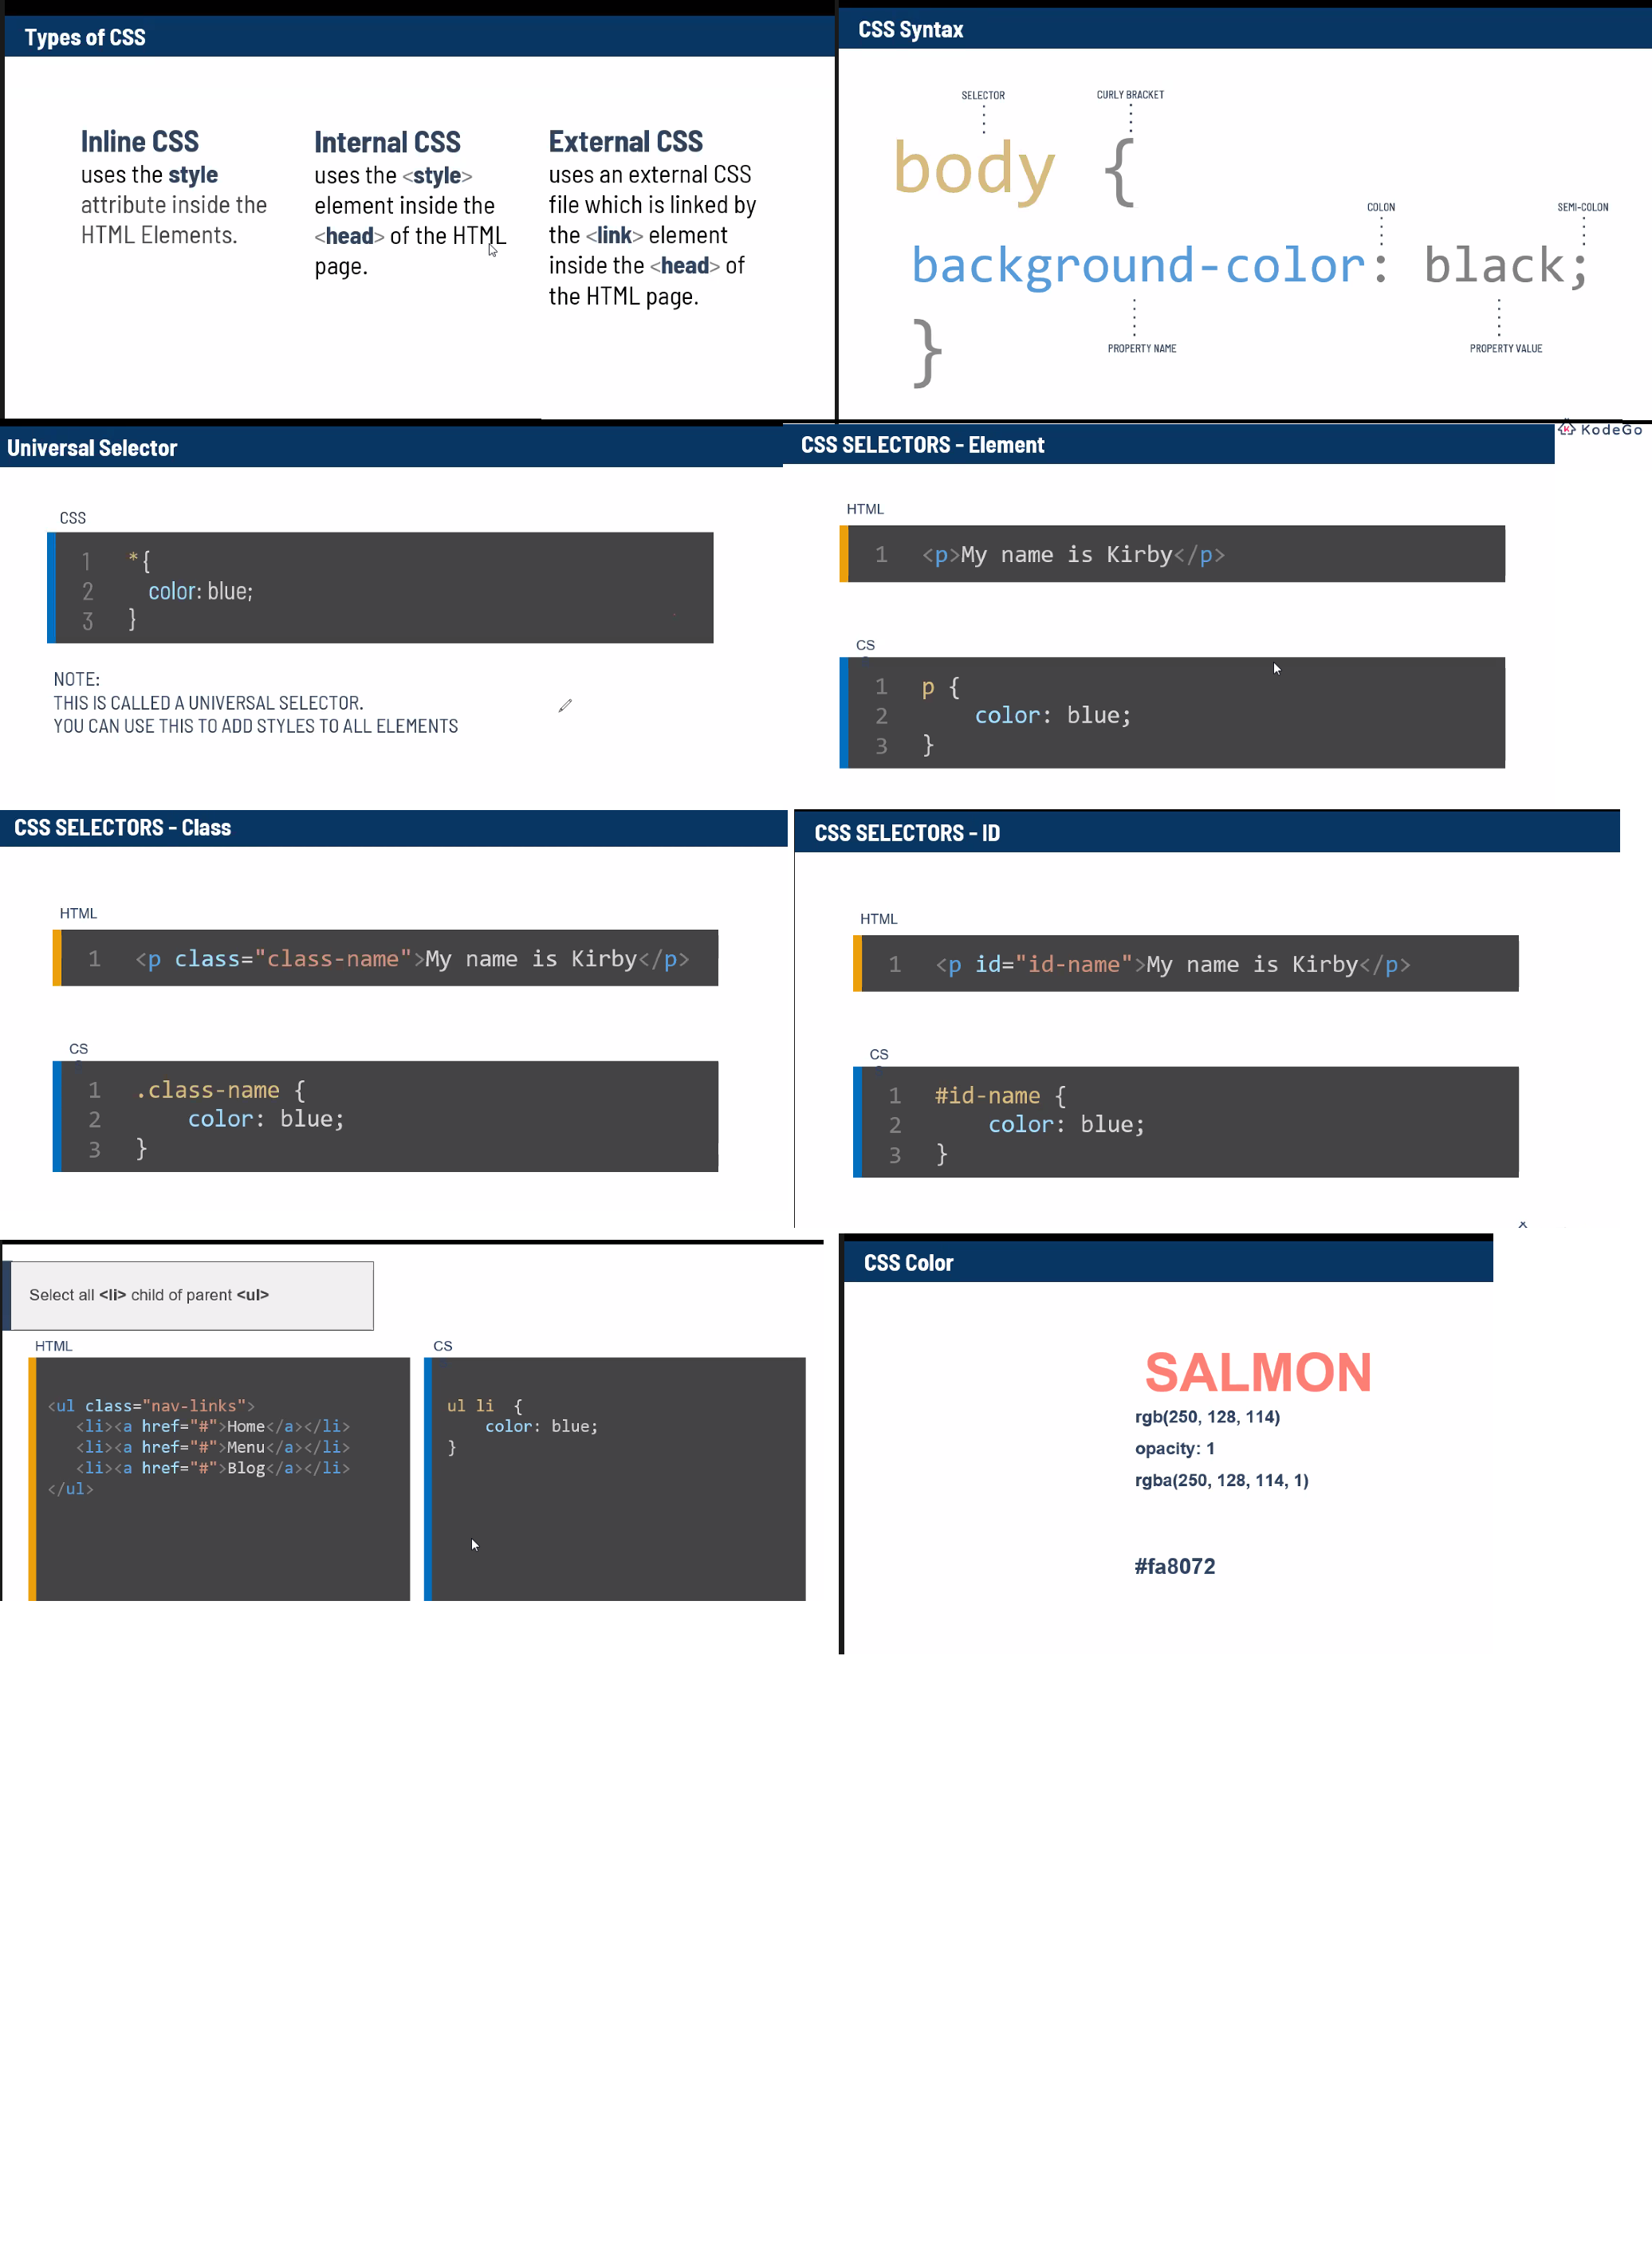 Types of CSS
Inline CSS
uses the style
attribute inside the
HTML Elements.
Internal CSS
uses the <style>
element inside the
<head> of the HTML
page.
External CSS
uses an external CSS
file which is linked by
the <link> element
inside the <head> of
the HTML page.
CSS Syntax
SELECTOR
CURLY BRACKET
body {
COLON
SEMI-COLON
background-color: black;
PROPERTY NAME
PROPERTY VALUE
}
Universal Selector
CSS
1 *{
2 color: blue;
3 }
NOTE:
THIS IS CALLED A UNIVERSAL SELECTOR.
YOU CAN USE THIS TO ADD STYLES TO ALL ELEMENTS
KodeGo
CSS SELECTORS - Element
HTML
1 <p>My name is Kirby</p>
CS
1 p {
2 color: blue;
3 }
CSS SELECTORS - Class
HTML
1 <p class="class-name">My name is Kirby</p>
CS
1 .class-name {
2 color: blue;
3 }
CSS SELECTORS - ID
HTML
1 <p id="id-name">My name is Kirby</p>
CS
1 #id-name {
2 color: blue;
3 }
Select all <li> child of parent <ul>
HTML
<ul class="nav-links">
<li><a href="#">Home</a></li>
<li><a href="#">Menu</a></li>
<li><a href="#">Blog</a></li>
</ul>
CS
ul li {
color: blue;
}
CSS Color
SALMON
rgb(250, 128, 114)
opacity: 1
rgba(250, 128, 114, 1)
#fa8072